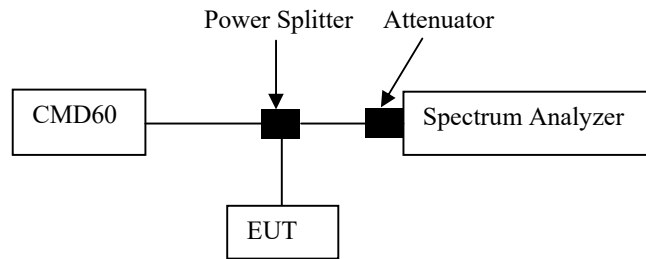 Power Splitter
Attenuator
CMD60
Spectrum Analyzer
EUT